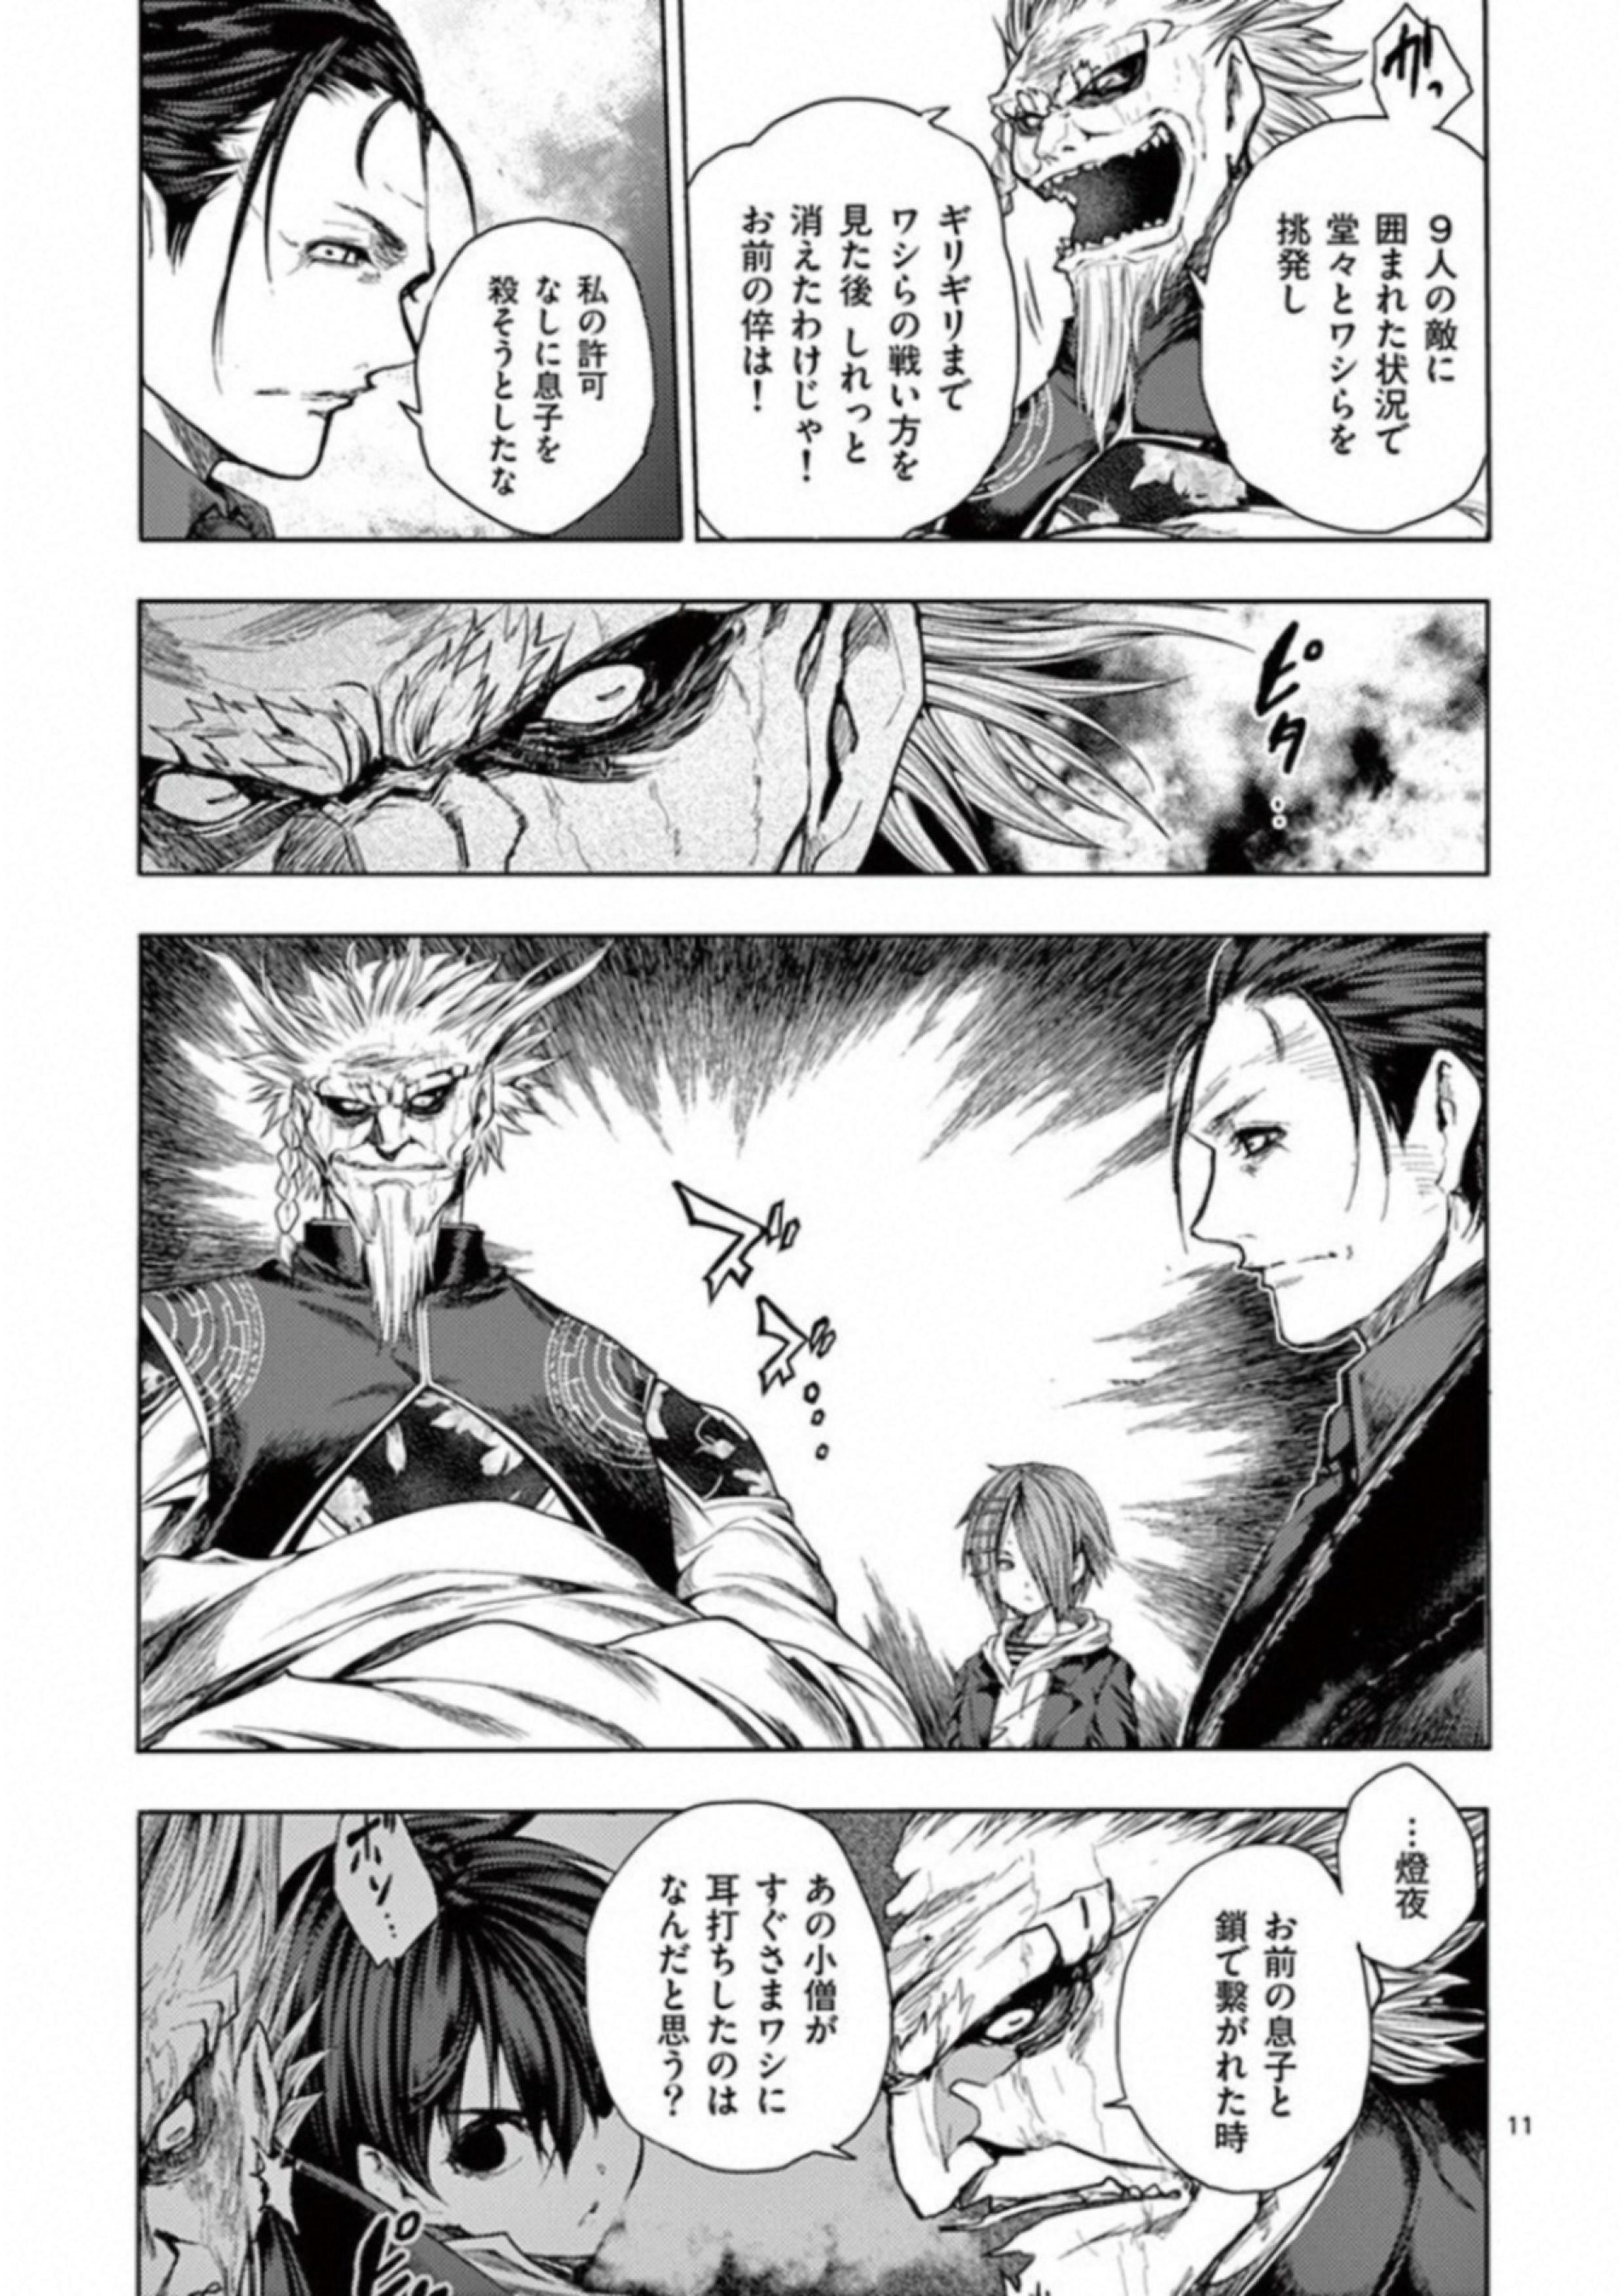 カッ
9人の敵に
囲まれた状況で
堂々とワシらを
挑発し
ギリギリまで
ワシらの戦い方を
見た後 しれっと
消えたわけじゃ!
お前の倅は!
私の許可
なしに息子を
殺そうとしたな
ピタ…
ブブ…
…燈夜
お前の息子と
鎖で繋がれた時
あの小僧が
すぐさまワシに
耳打ちしたのは
なんだと思う?
ボソ…
11